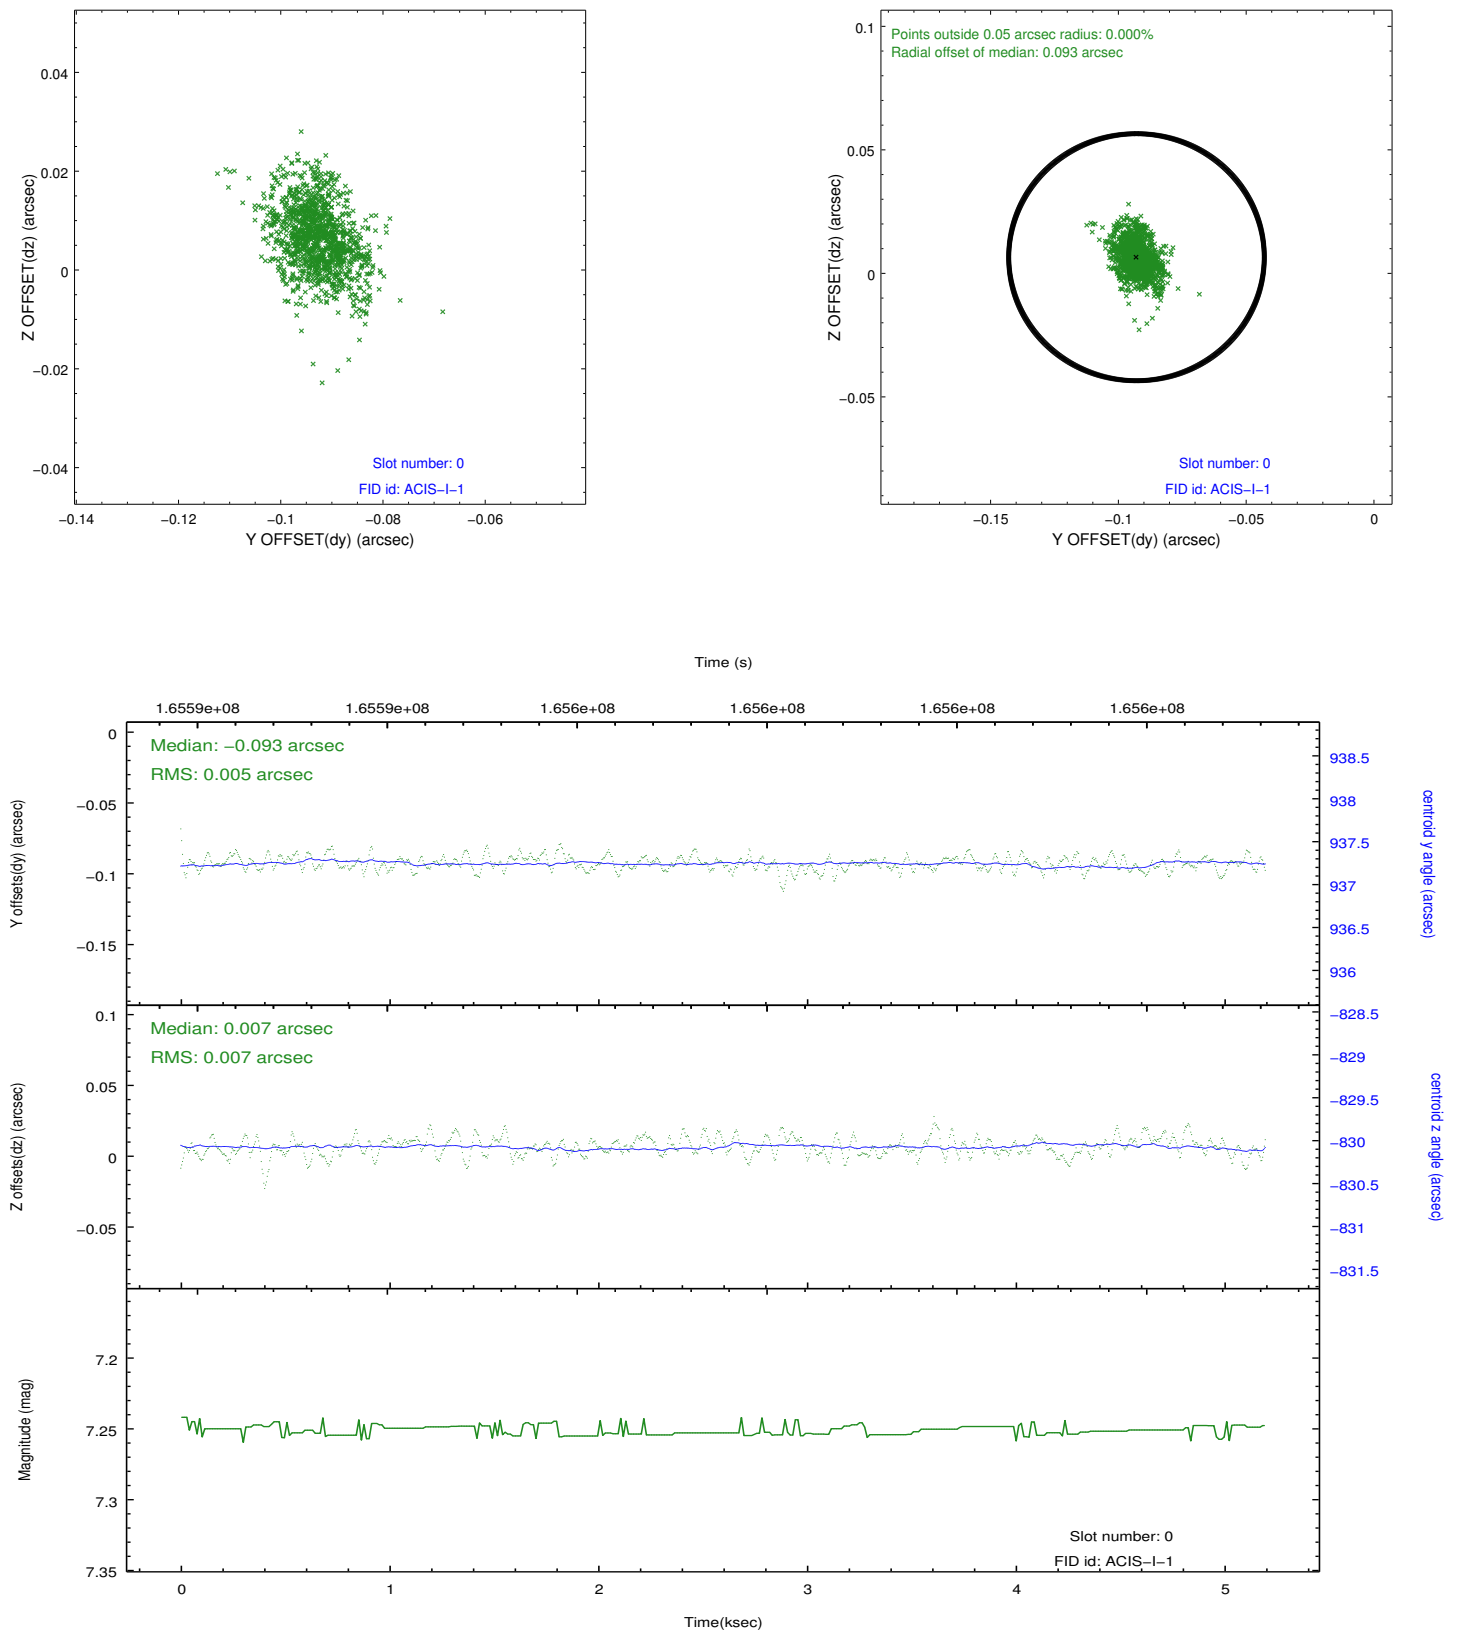 0.04
0.02
0
−0.02
−0.04
Z OFFSET(dz) (arcsec)
Slot number: 0
FID id: ACIS−I−1
−0.14 −0.12 −0.1 −0.08 −0.06
Y OFFSET(dy) (arcsec)
0.1
0.05
0
−0.05
Z OFFSET(dz) (arcsec)
Points outside 0.05 arcsec radius: 0.000%
Radial offset of median: 0.093 arcsec
Slot number: 0
FID id: ACIS−I−1
−0.15 −0.1 −0.05 0
Y OFFSET(dy) (arcsec)
Time (s)
1.6559e+08 1.6559e+08 1.656e+08 1.656e+08 1.656e+08 1.656e+08
0
−0.05
−0.1
−0.15
Y offsets(dy) (arcsec)
Median: −0.093 arcsec
RMS: 0.005 arcsec
938.5
938
937.5
937
936.5
936
centroid y angle (arcsec)
0.1
0.05
0
−0.05
Z offsets(dz) (arcsec)
Median: 0.007 arcsec
RMS: 0.007 arcsec
−828.5
−829
−829.5
−830
−830.5
−831
−831.5
centroid z angle (arcsec)
7.2
7.25
7.3
7.35
Magnitude (mag)
Slot number: 0
FID id: ACIS−I−1
0 1 2 3 4 5
Time(ksec)